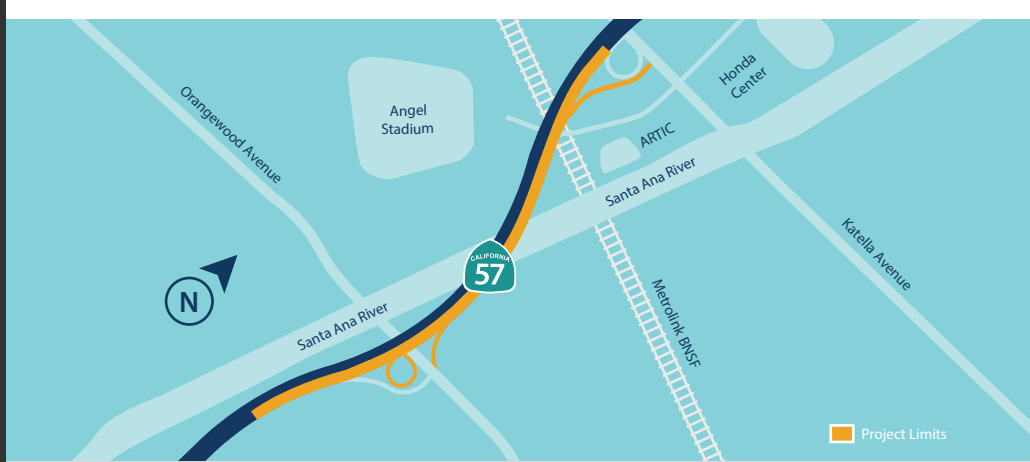 Orangewood Avenue
Angel
Stadium
Honda
Center
ARTIC
Santa Ana River
CALIFORNIA
57
Katella Avenue
N
Santa Ana River
Metrolink BNSF
Project Limits